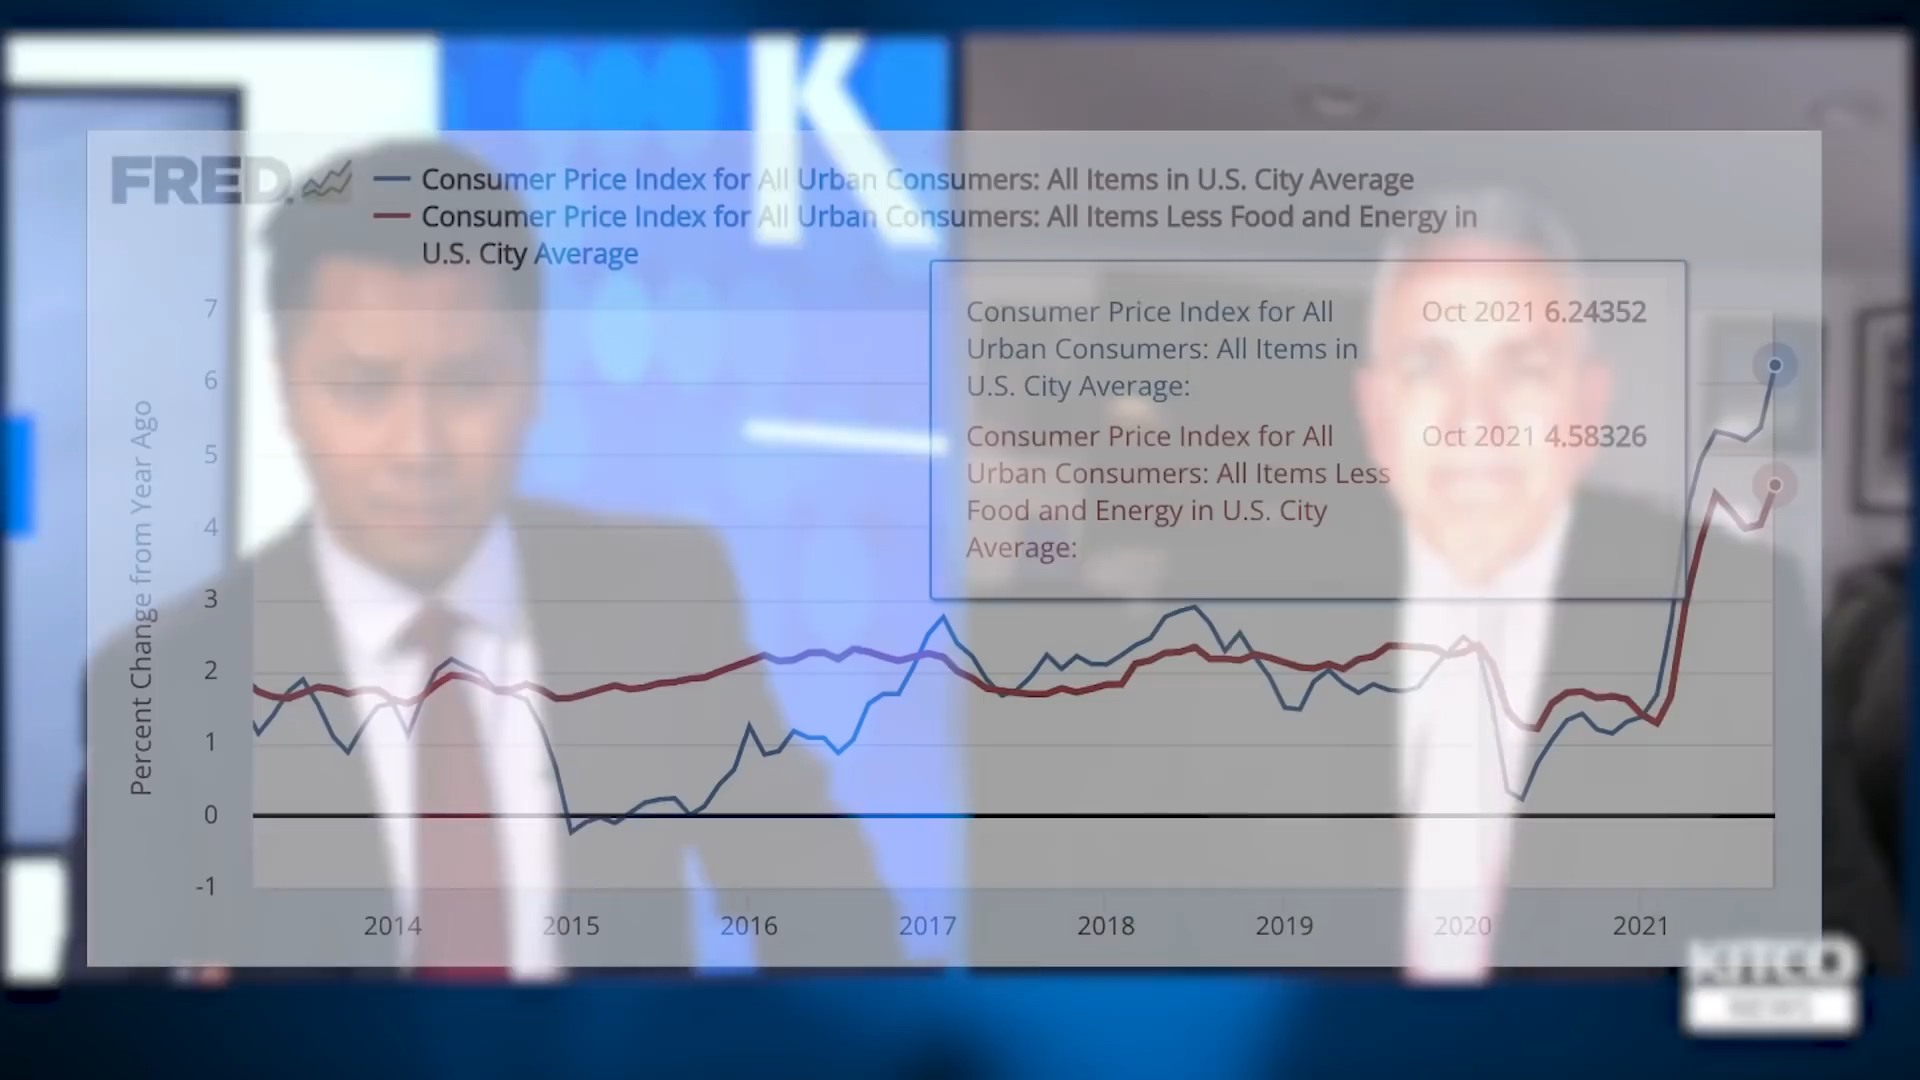 K
FRED
Consumer Price Index for All Urban Consumers: All Items in U.S. City Average
Consumer Price Index for All Urban Consumers: All Items Less Food and Energy in
U.S. City Average
Consumer Price Index for All Oct 2021 6.24352
Urban Consumers: All Items in
U.S. City Average:
Consumer Price Index for All Oct 2021 4.58326
Urban Consumers: All Items Less
Food and Energy in U.S. City
Average:
Percent Change from Year Ago
7
6
5
4
3
2
1
0
-1
2014 2015 2016 2017 2018 2019 2020 2021
KITCO
NEWS